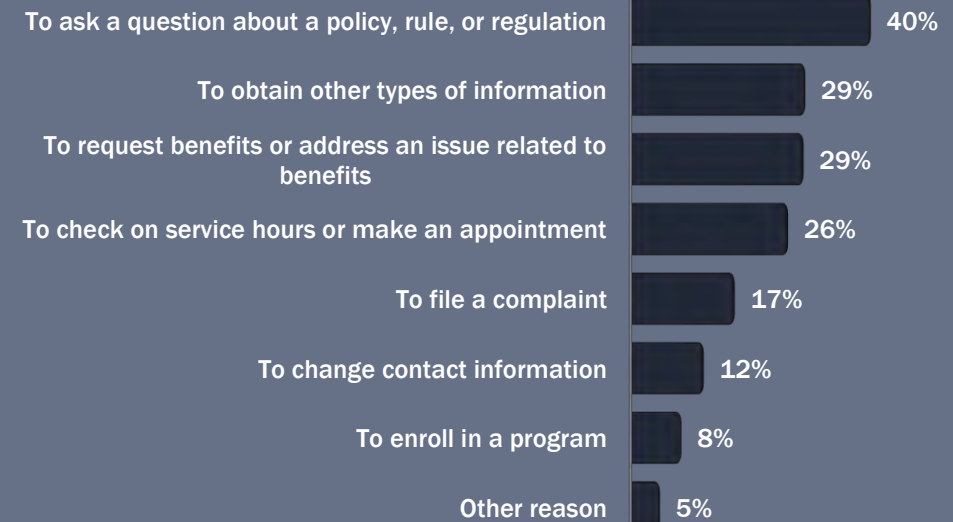 To ask a question about a policy, rule, or regulation 40%
To obtain other types of information 29%
To request benefits or address an issue related to
benefits 29%
To check on service hours or make an appointment 26%
To file a complaint 17%
To change contact information 12%
To enroll in a program 8%
Other reason 5%